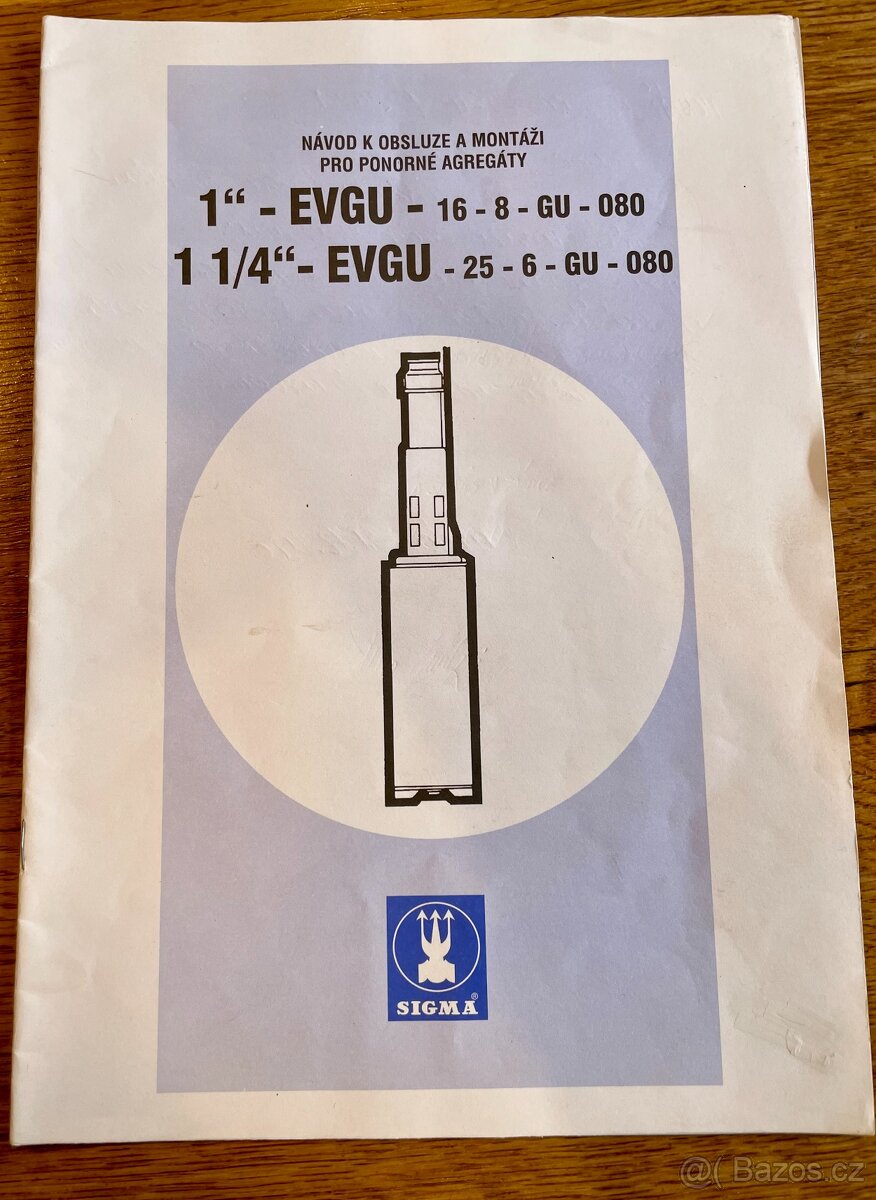 NÁVOD K OBSLUZE A MONTÁŽI
PRO PONORNÉ AGREGÁTY
1“ - EVGU - 16 - 8 - GU - 080
1 1/4“- EVGU - 25 - 6 - GU - 080
SIGMA®
@( Bazos.cz